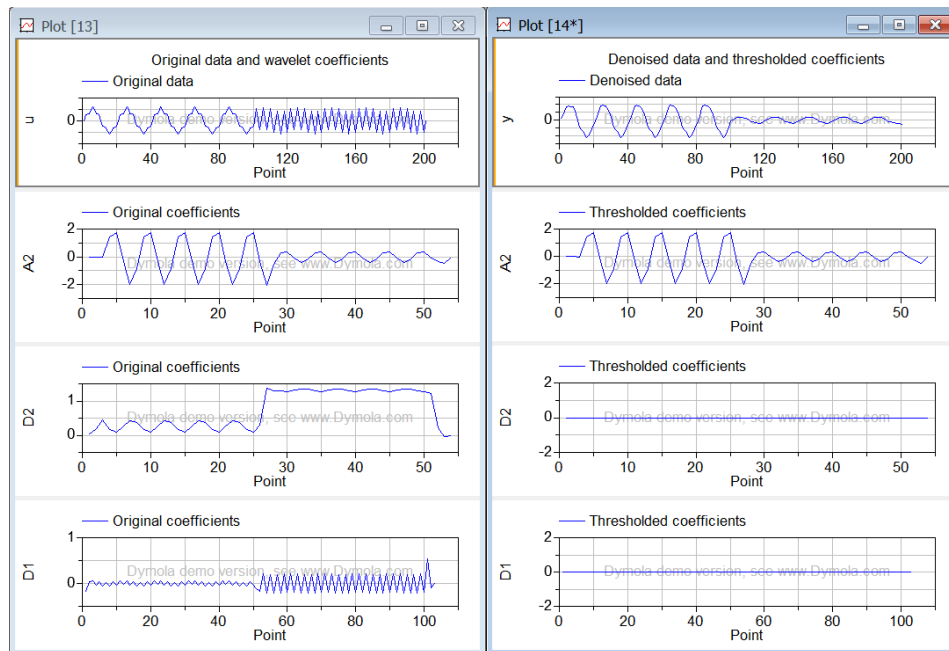 Plot [13]
Original data and wavelet coefficients
Original data
u
0
Dymola demo version, see www.Dymola.com
0 40 80 120 160 200
Point
Original coefficients
A2
2
0
-2
Dymola demo version, see www.Dymola.com
0 10 20 30 40 50
Point
Original coefficients
D2
1
0
Dymola demo version, see www.Dymola.com
0 10 20 30 40 50
Point
Original coefficients
D1
1
0
Dymola demo version, see www.Dymola.com
0 20 40 60 80 100
Point
Plot [14*]
Denoised data and thresholded coefficients
Denoised data
y
0
Dymola demo version, see www.Dymola.com
0 40 80 120 160 200
Point
Thresholded coefficients
A2
2
0
-2
Dymola demo version, see www.Dymola.com
0 10 20 30 40 50
Point
Thresholded coefficients
D2
2
0
-2
Dymola demo version, see www.Dymola.com
0 10 20 30 40 50
Point
Thresholded coefficients
D1
2
0
-2
Dymola demo version, see www.Dymola.com
0 20 40 60 80 100
Point